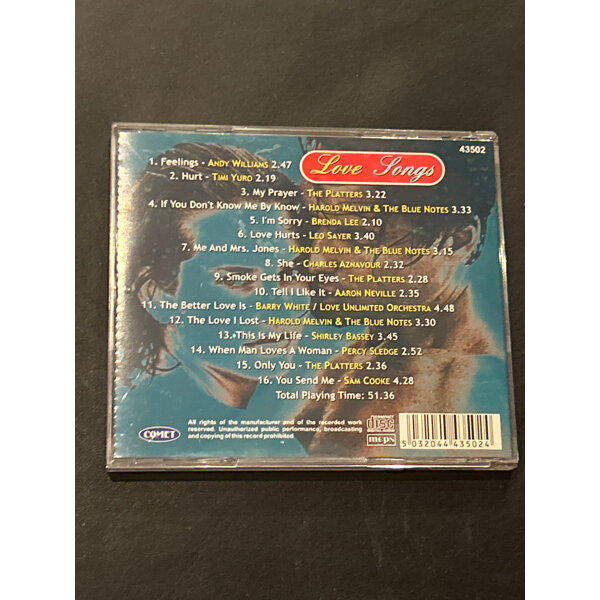 43502
Love Songs
1. Feelings - ANDY WILLIAMS 2.47
2. Hurt - TIMI YURO 2.19
3. My Prayer - THE PLATTERS 3.22
4. If You Don't Know Me By Know - HAROLD MELVIN & THE BLUE NOTES 3.33
5. I'm Sorry - BRENDA LEE 2.10
6. Love Hurts - LEO SAYER 3.40
7. Me And Mrs. Jones - HAROLD MELVIN & THE BLUE NOTES 3.15
8. She - CHARLES AZNAVOUR 2.32
9. Smoke Gets In Your Eyes - THE PLATTERS 2.28
10. Tell I Like It - AARON NEVILLE 2.35
11. The Better Love Is - BARRY WHITE / LOVE UNLIMITED ORCHESTRA 4.48
12. The Love I Lost - HAROLD MELVIN & THE BLUE NOTES 3.30
13. This Is My Life - SHIRLEY BASSEY 3.45
14. When Man Loves A Woman - PERCY SLEDGE 2.52
15. Only You - THE PLATTERS 2.36
16. You Send Me - SAM COOKE 4.28
Total Playing Time: 51.36
COMET
All rights of the manufacturer and of the recorded work
reserved. Unauthorized public performance, broadcasting
and copying of this record prohibited
COMPACT
disc
mcps
5 032044 435024